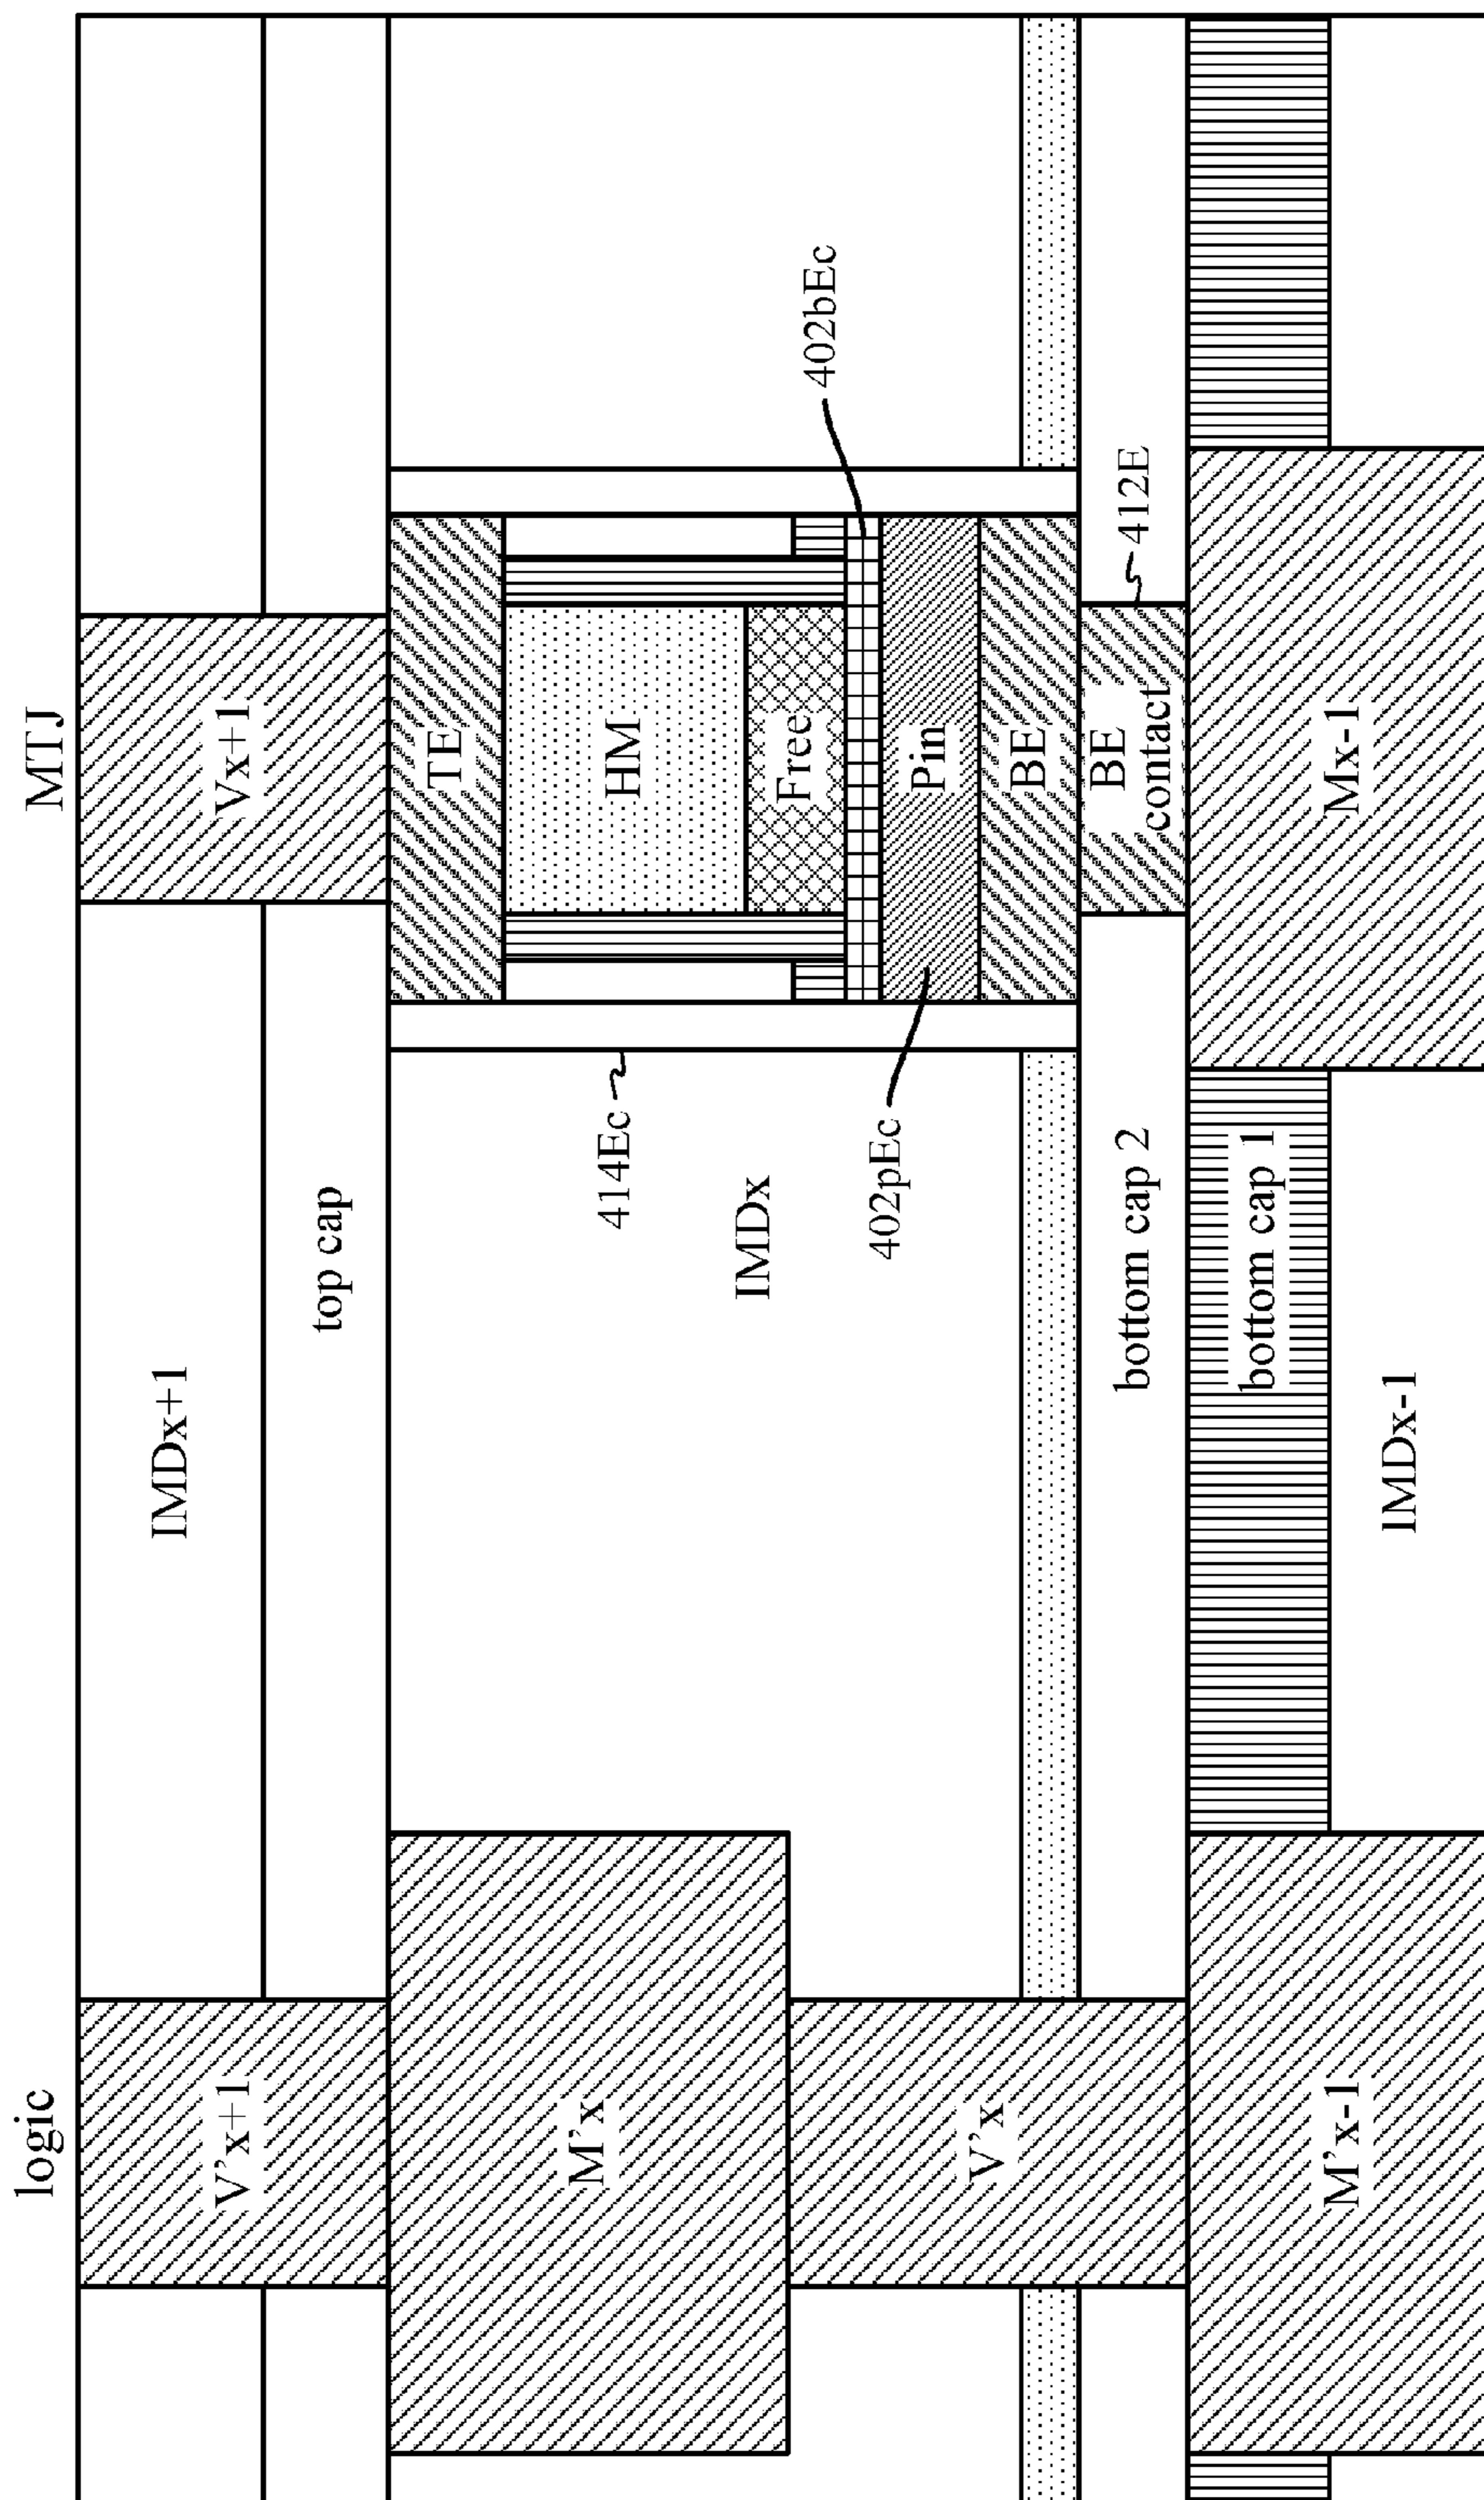 logic
MTJ
V'x+1
IMDx+1
Vx+1
top cap
TE
M'x
414Ec
HM
IMDx
Free
402bEc
402pEc
Pin
V'x
BE
bottom cap 2
BE
contact
412E
bottom cap 1
M'x-1
IMDx-1
Mx-1